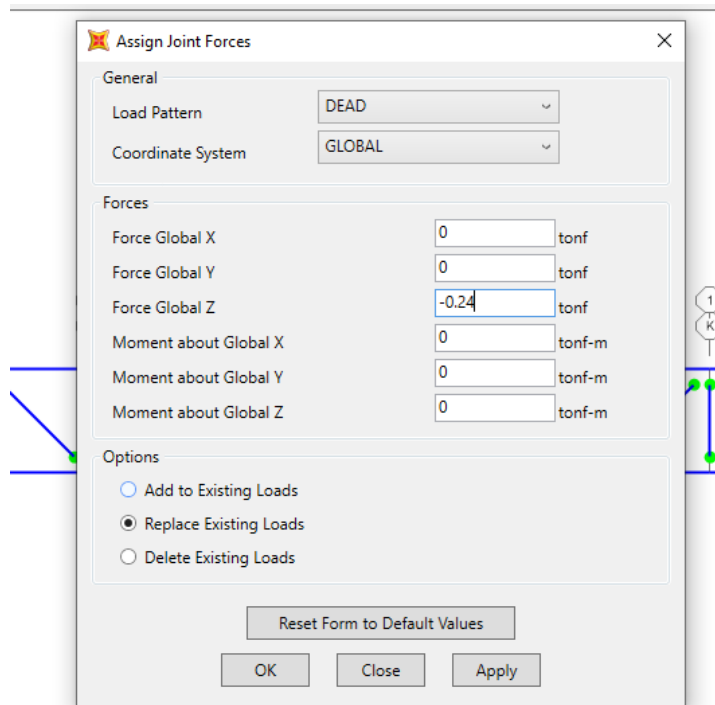 Assign Joint Forces
General
Load Pattern
DEAD
Coordinate System
GLOBAL
Forces
Force Global X
0
tonf
Force Global Y
0
tonf
Force Global Z
-0.24
tonf
Moment about Global X
0
tonf-m
Moment about Global Y
0
tonf-m
Moment about Global Z
0
tonf-m
Options
Add to Existing Loads
Replace Existing Loads
Delete Existing Loads
Reset Form to Default Values
OK
Close
Apply
1
K